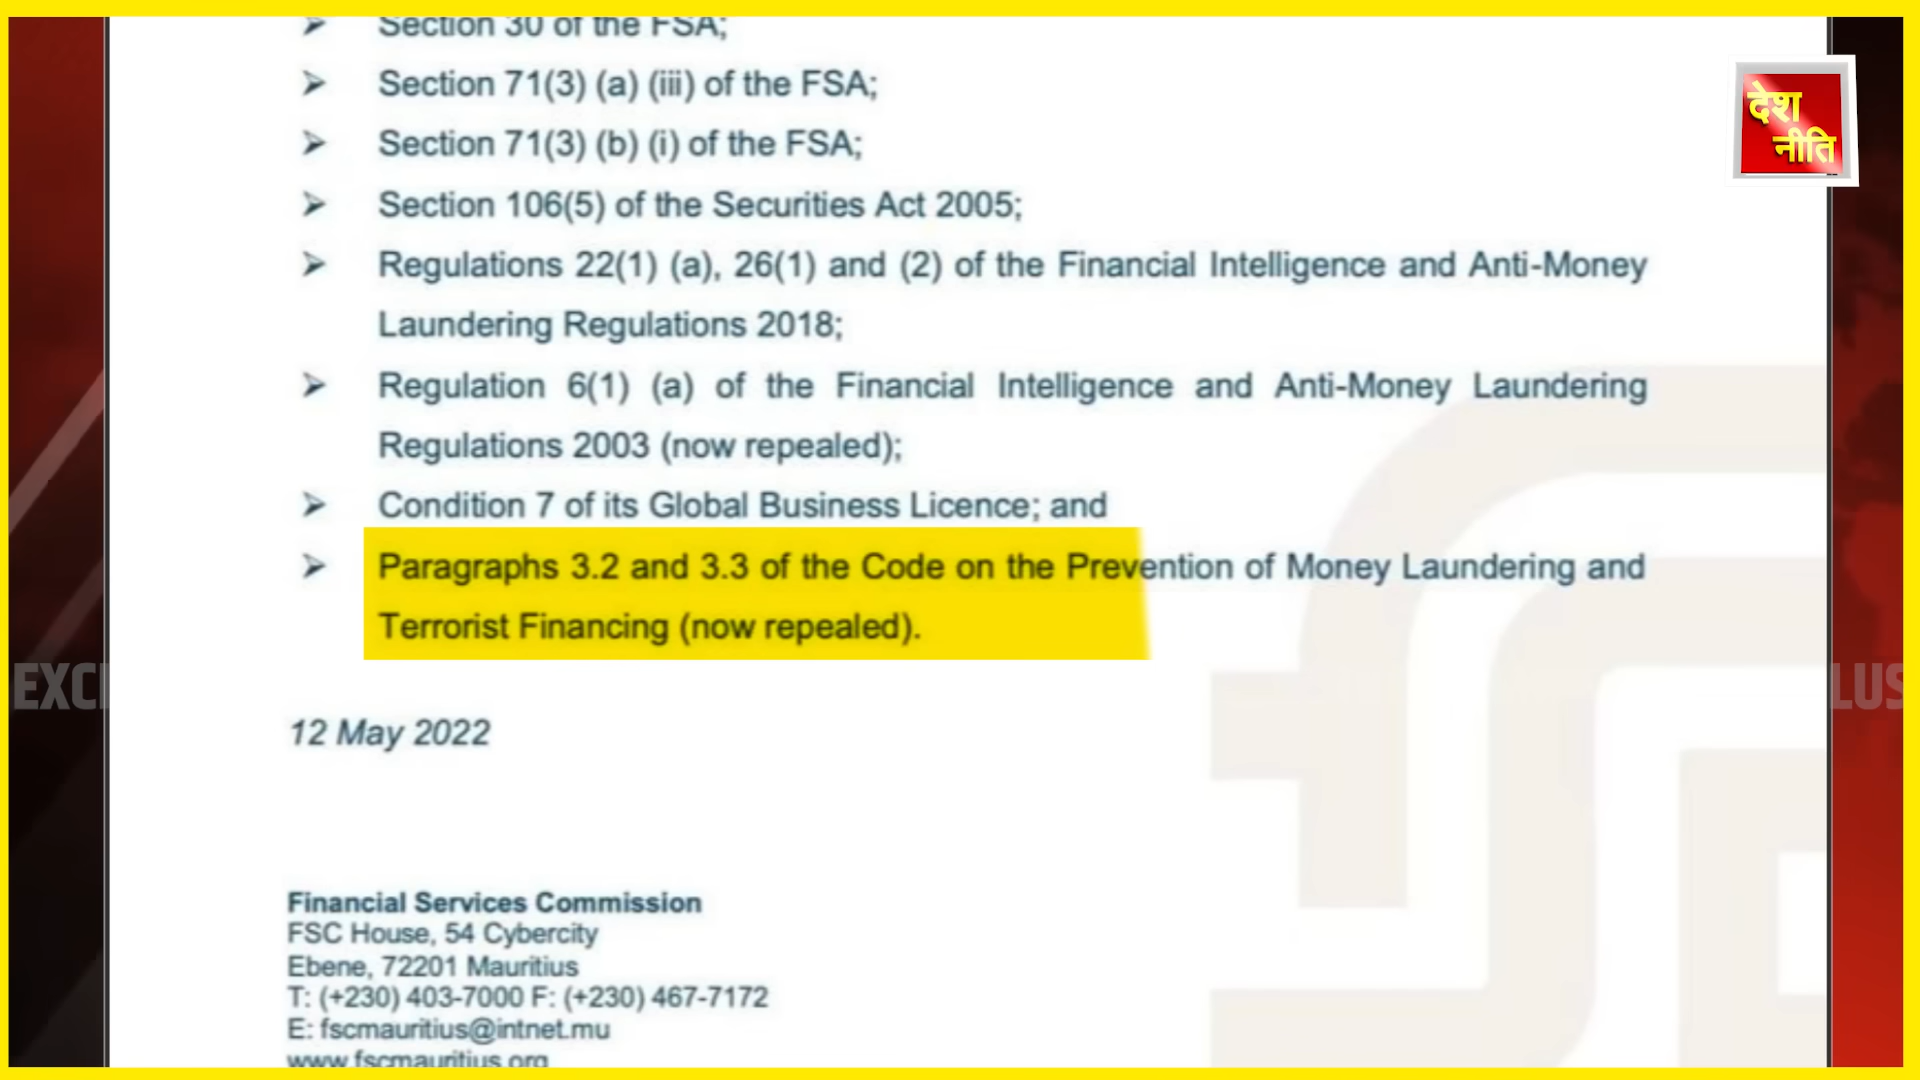 Section 30 of the FSA;
Section 71(3) (a) (iii) of the FSA;
Section 71(3) (b) (i) of the FSA;
Section 106(5) of the Securities Act 2005;
Regulations 22(1) (a), 26(1) and (2) of the Financial Intelligence and Anti-Money
Laundering Regulations 2018;
Regulation 6(1) (a) of the Financial Intelligence and Anti-Money Laundering
Regulations 2003 (now repealed);
Condition 7 of its Global Business Licence; and
Paragraphs 3.2 and 3.3 of the Code on the Prevention of Money Laundering and
Terrorist Financing (now repealed).
12 May 2022
Financial Services Commission
FSC House, 54 Cybercity
Ebene, 72201 Mauritius
T: (+230) 403-7000 F: (+230) 467-7172
E: fscmauritius@intnet.mu
www.fscmauritius.org
देश
नीति
EXC
LUS